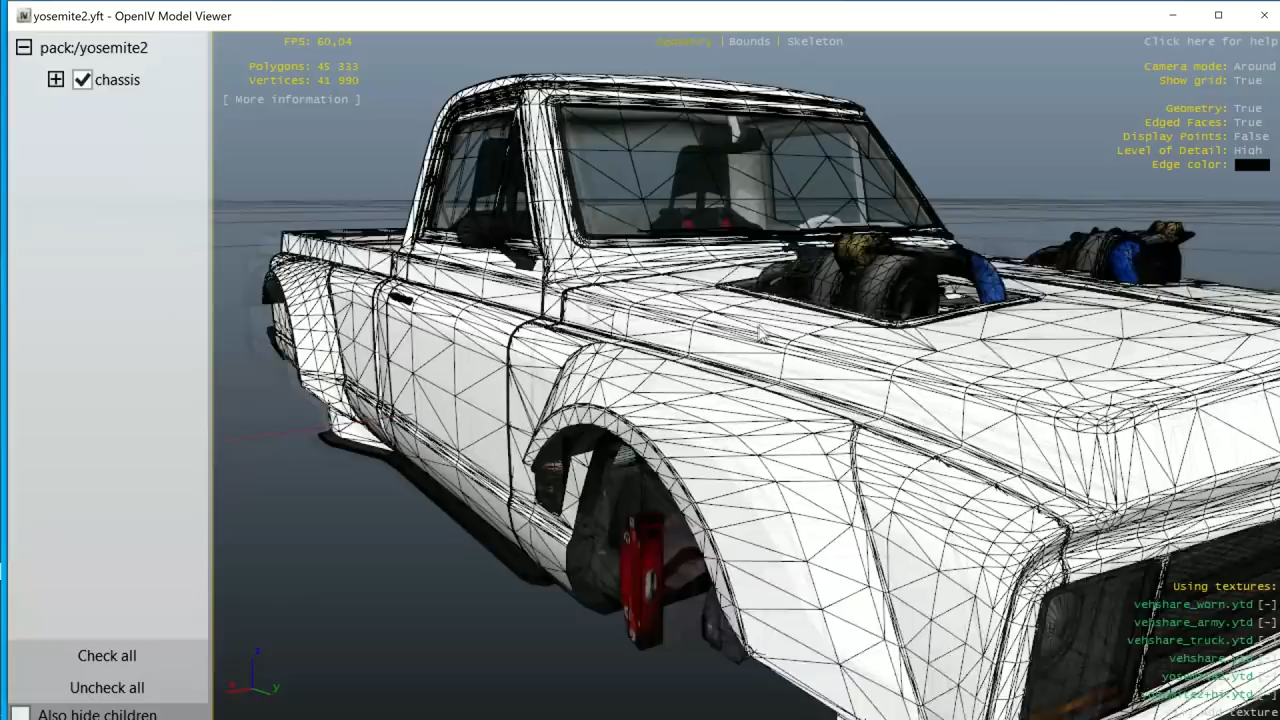 yosemite2.yft - OpenIV Model Viewer
pack:/yosemite2
chassis
FPS: 60,04
Polygons: 45 333
Vertices: 41 990
[ More information ]
Geometry | Bounds | Skeleton
Click here for help
Camera mode: Around
Show grid: True
Geometry: True
Edged Faces: True
Display Points: False
Level of Detail: High
Edge color:
Using textures:
vehshare_worn.ytd [-]
vehshare_army.ytd [-]
vehshare_truck.ytd [-]
vehshare.ytd
texture
Check all
Uncheck all
Also hide children
x
y
z